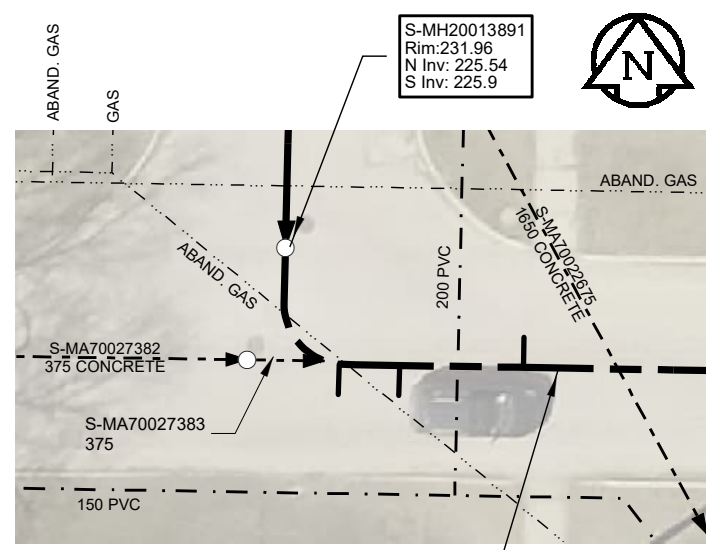 S-MH20013891
Rim:231.96
N Inv: 225.54
S Inv: 225.9
N
ABAND. GAS
GAS
ABAND. GAS
S-MA70022675
1650 CONCRETE
ABAND. GAS
200 PVC
S-MA70027382
375 CONCRETE
S-MA70027383
375
150 PVC